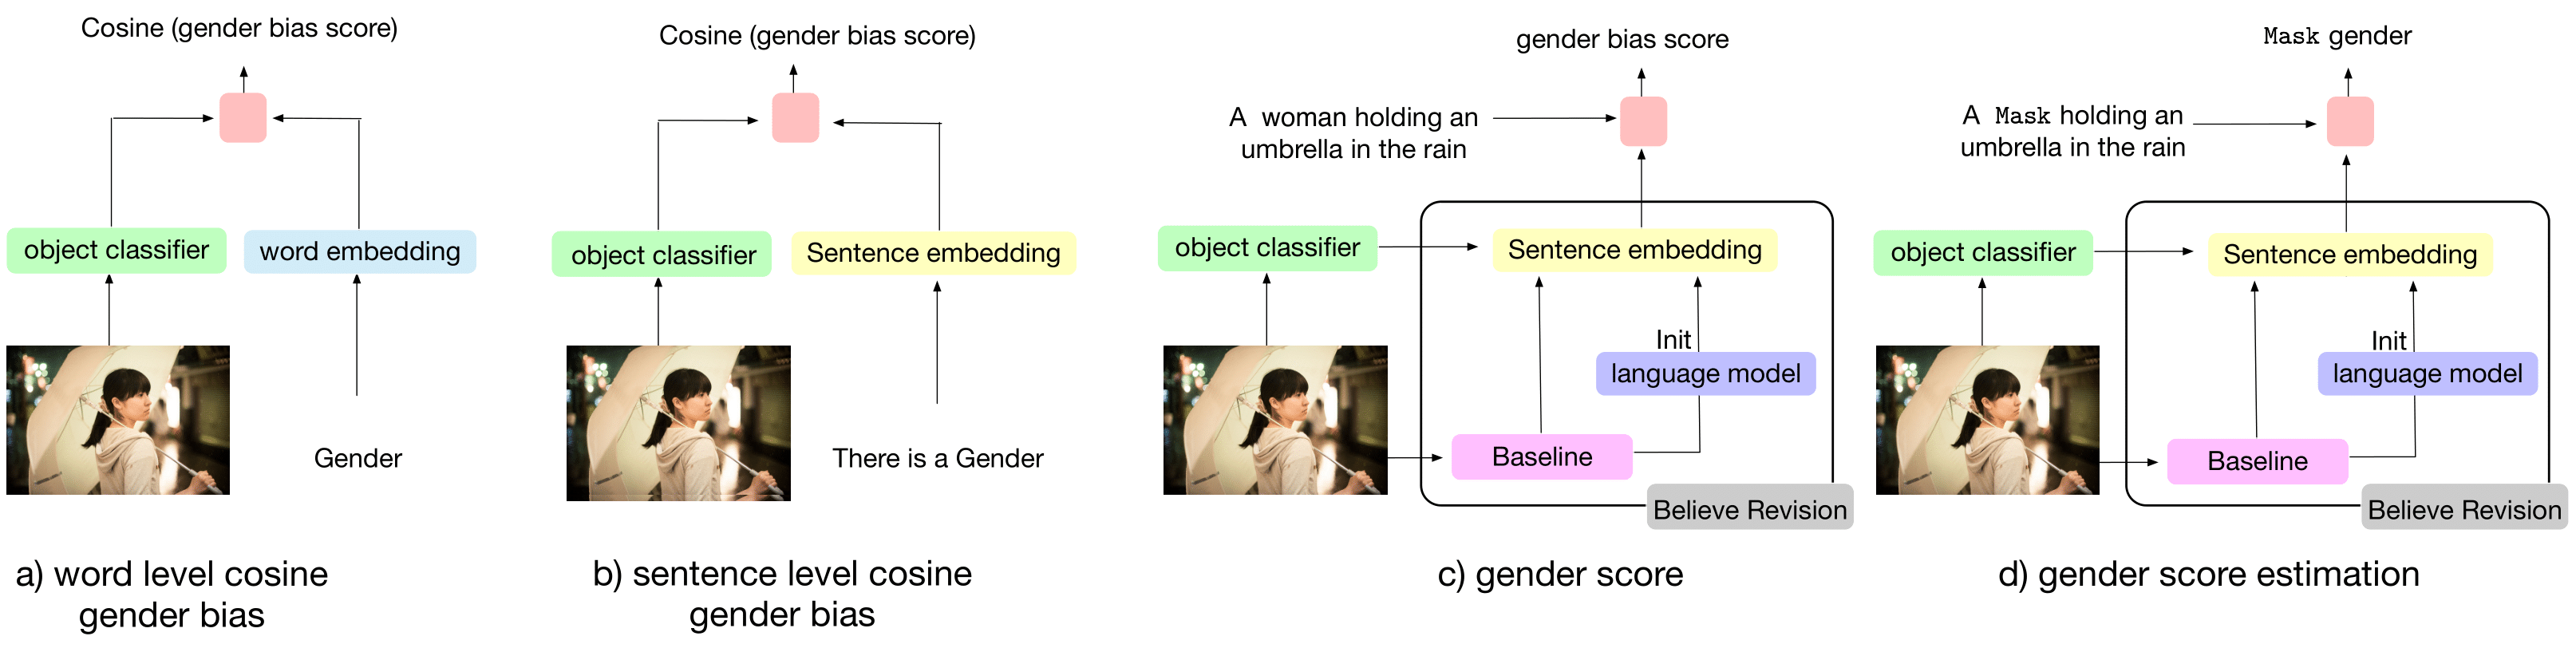 Cosine (gender bias score)
object classifier
word embedding
Gender
a) word level cosine
gender bias
Cosine (gender bias score)
object classifier
Sentence embedding
There is a Gender
b) sentence level cosine
gender bias
gender bias score
A woman holding an
umbrella in the rain
object classifier
Sentence embedding
Init
language model
Baseline
Believe Revision
c) gender score
Mask gender
A Mask holding an
umbrella in the rain
object classifier
Sentence embedding
Init
language model
Baseline
Believe Revision
d) gender score estimation